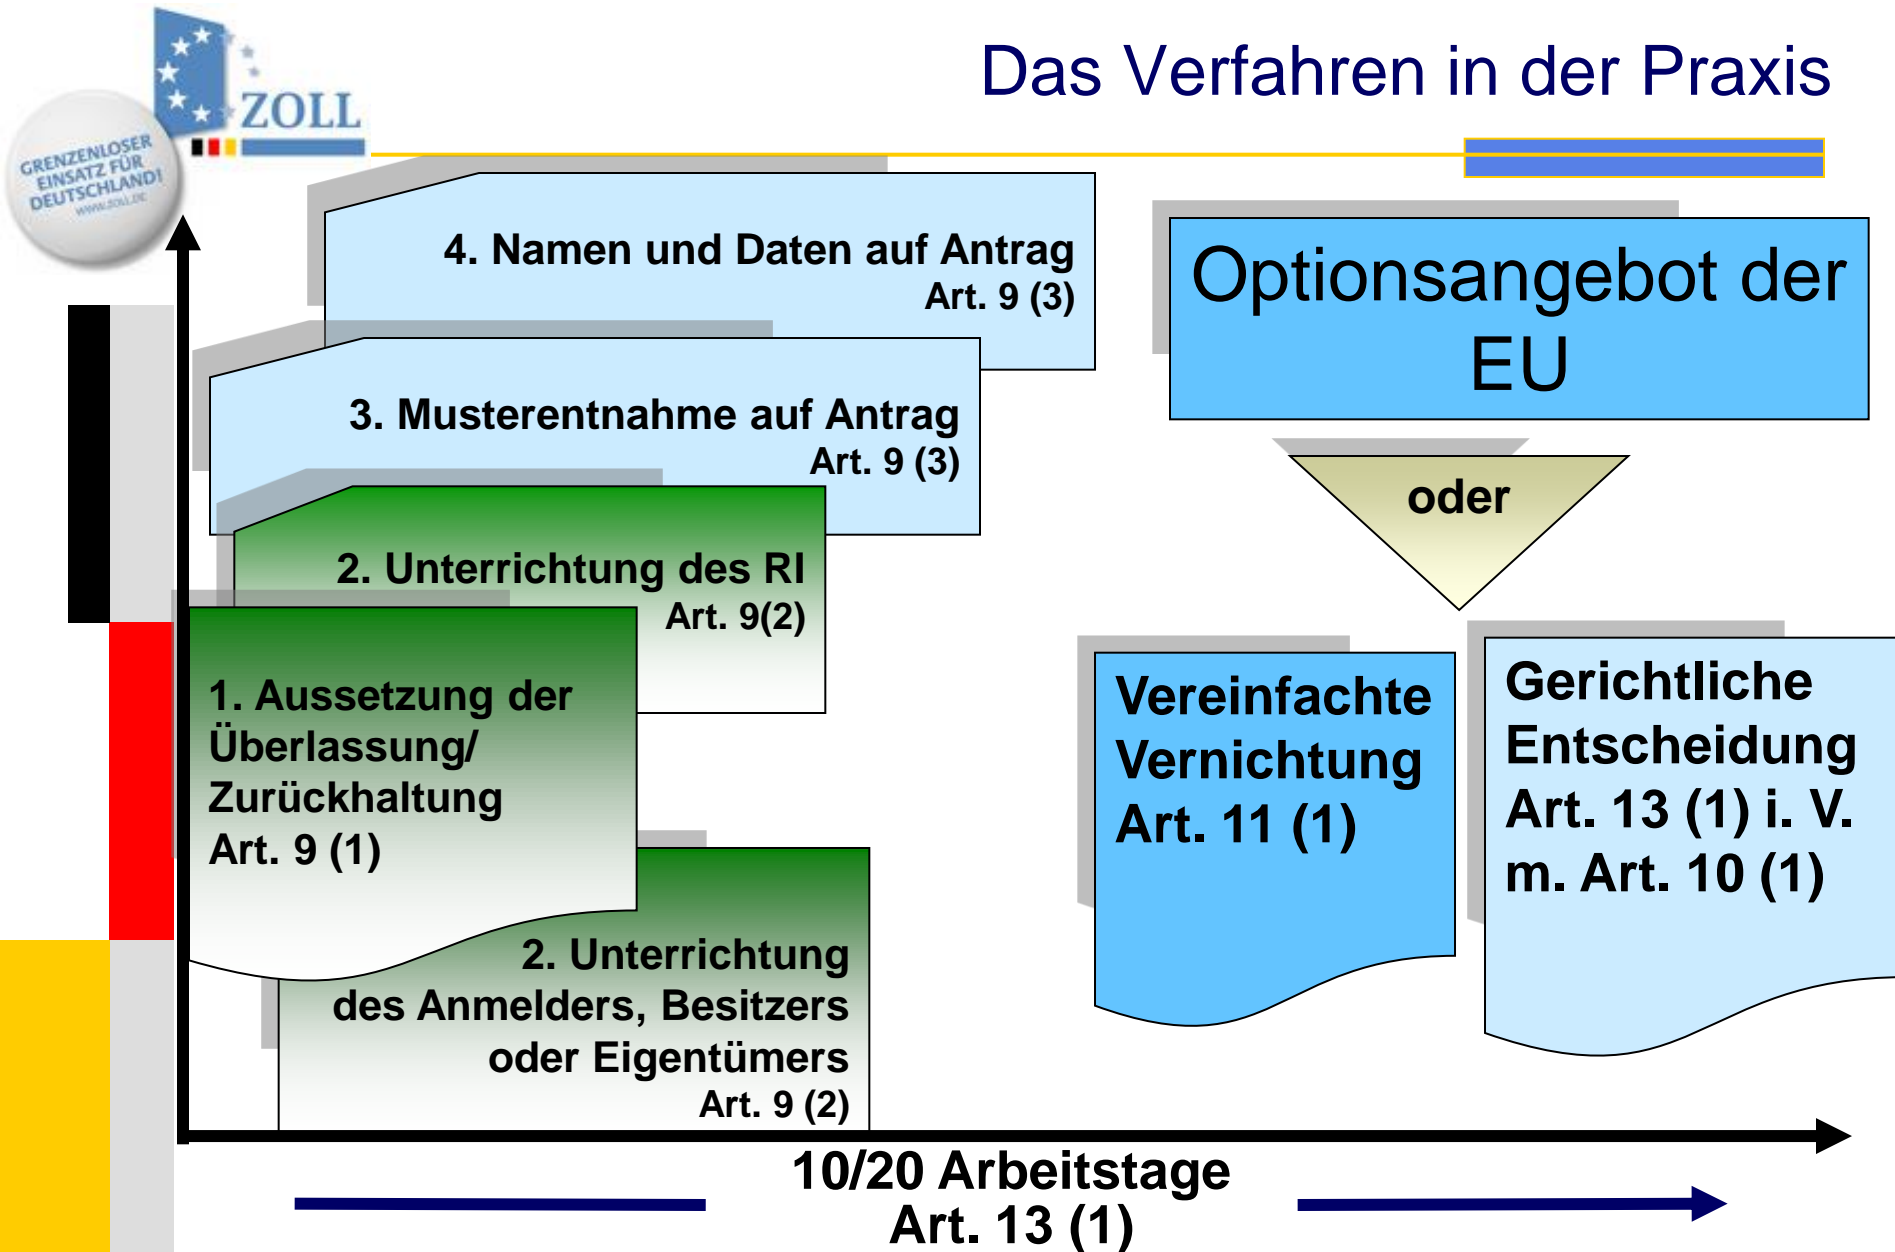 Das Verfahren in der Praxis
ZOLL
GRENZENLOSER
EINSATZ FÜR
DEUTSCHLAND!
WWW.ZOLL.DE
4. Namen und Daten auf Antrag
Art. 9 (3)
3. Musterentnahme auf Antrag
Art. 9 (3)
2. Unterrichtung des RI
Art. 9(2)
1. Aussetzung der
Überlassung/
Zurückhaltung
Art. 9 (1)
2. Unterrichtung
des Anmelders, Besitzers
oder Eigentümers
Art. 9 (2)
Optionsangebot der
EU
oder
Vereinfachte
Vernichtung
Art. 11 (1)
Gerichtliche
Entscheidung
Art. 13 (1) i. V.
m. Art. 10 (1)
10/20 Arbeitstage
Art. 13 (1)